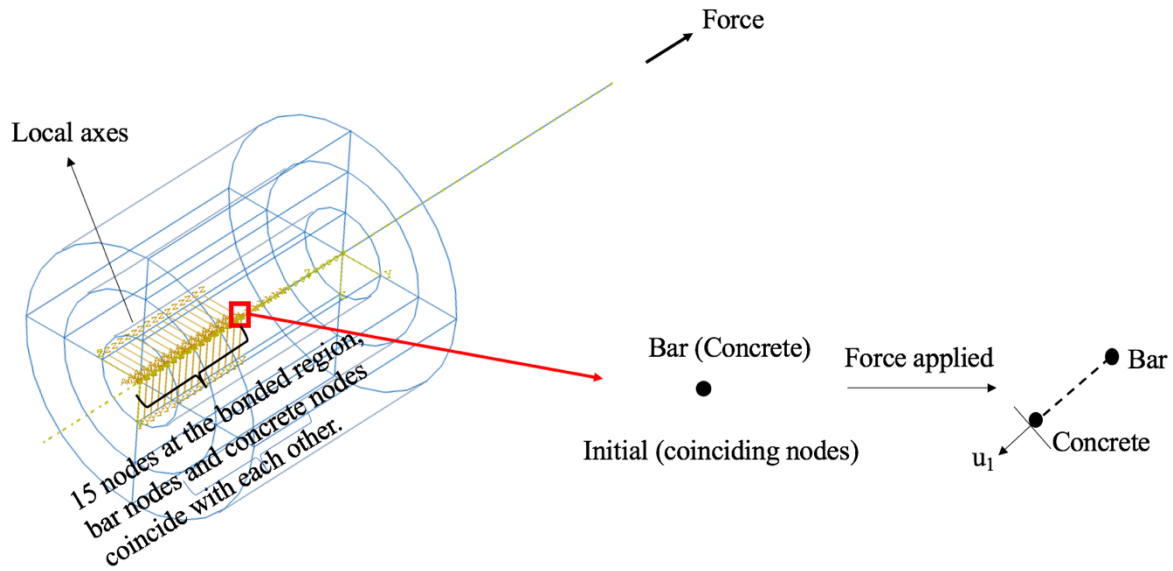 Force
Local axes
15 nodes at the bonded region,
bar nodes and concrete nodes
coincide with each other.
Bar (Concrete)
Initial (coinciding nodes)
Force applied
Bar
Concrete
u₁